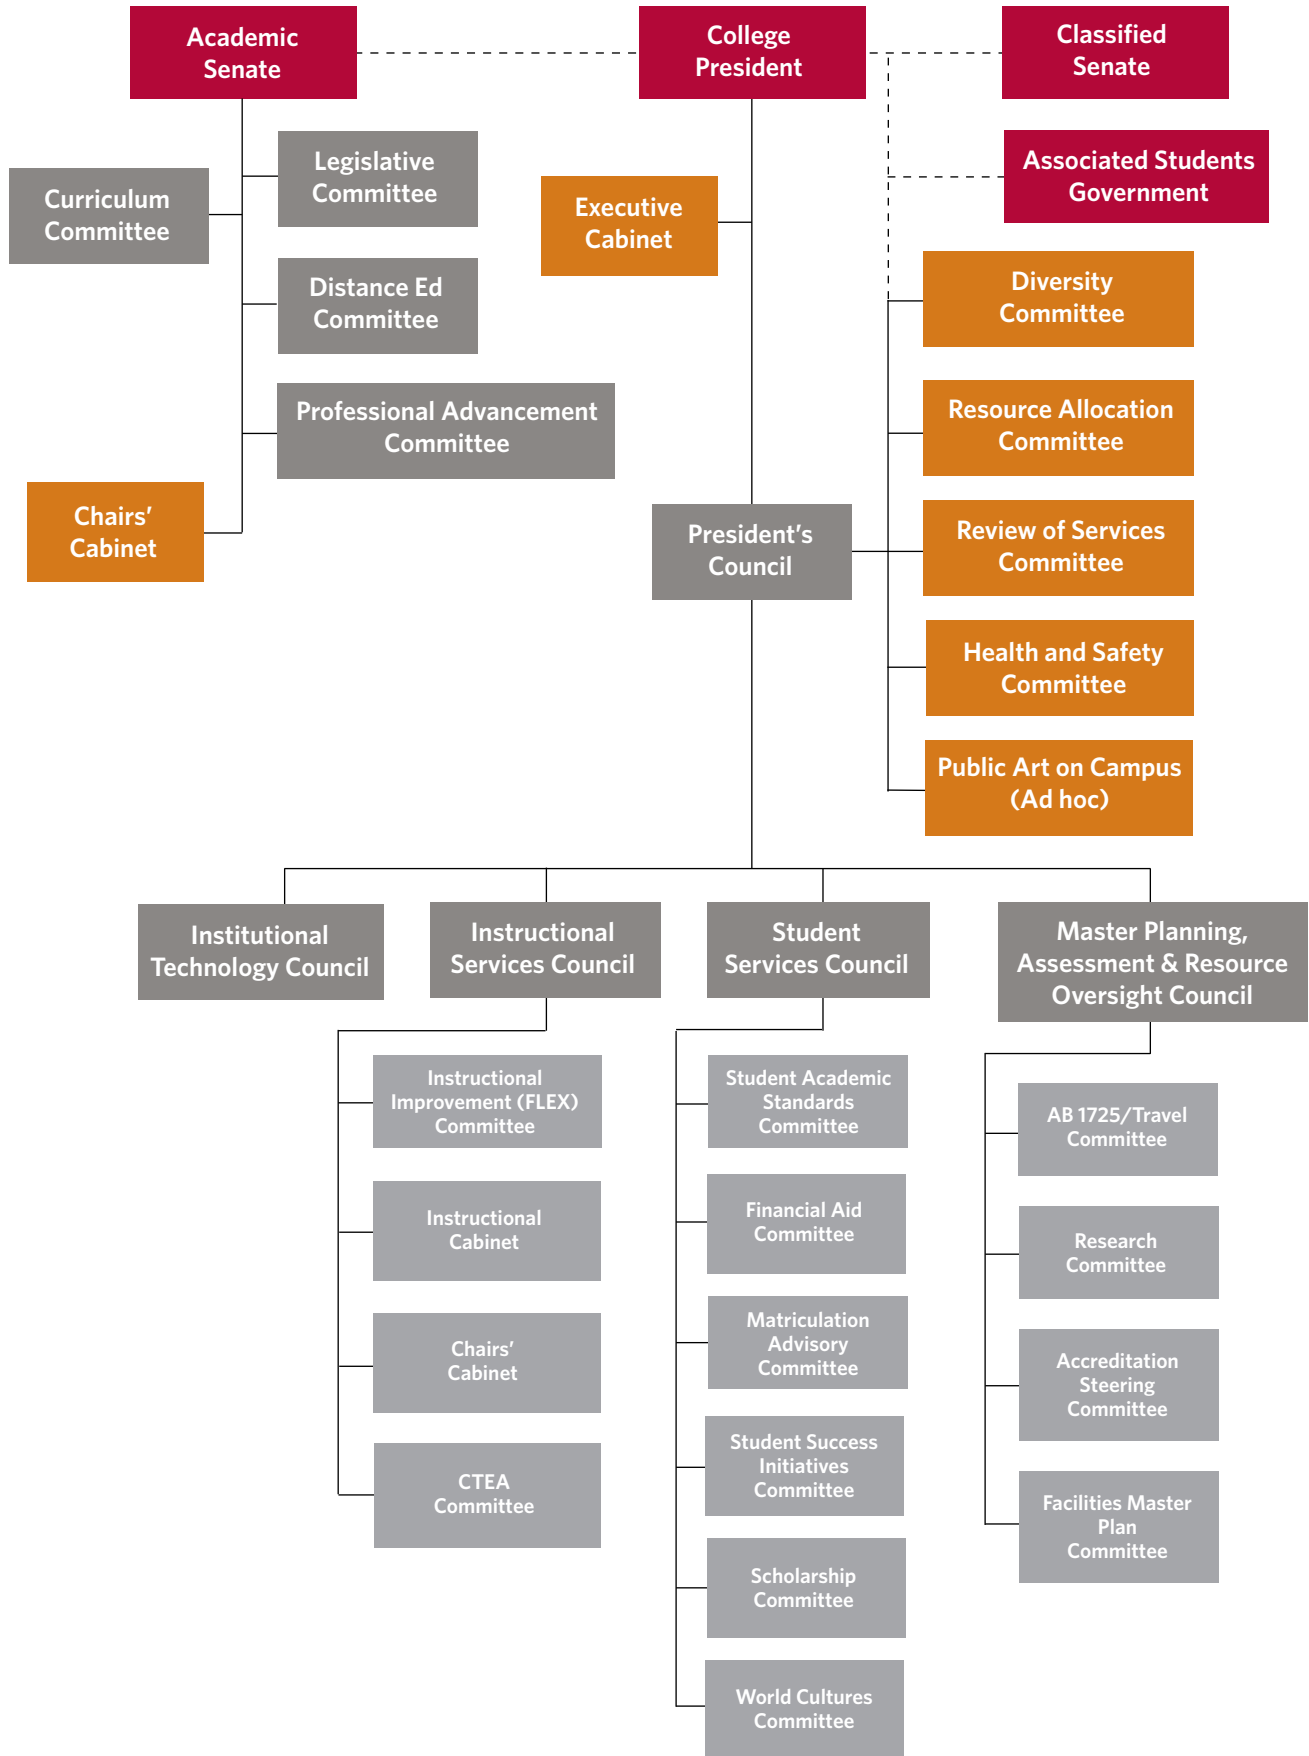 Academic
Senate
College
President
Classified
Senate
Associated Students
Government
Legislative
Committee
Curriculum
Committee
Executive
Cabinet
Distance Ed
Committee
Diversity
Committee
Professional Advancement
Committee
Resource Allocation
Committee
Chairs'
Cabinet
President's
Council
Review of Services
Committee
Health and Safety
Committee
Public Art on Campus
(Ad hoc)
Institutional
Technology Council
Instructional
Services Council
Student
Services Council
Master Planning,
Assessment & Resource
Oversight Council
Instructional
Improvement (FLEX)
Committee
Instructional
Cabinet
Chairs'
Cabinet
CTEA
Committee
Student Academic
Standards
Committee
Financial Aid
Committee
Matriculation
Advisory
Committee
Student Success
Initiatives
Committee
Scholarship
Committee
World Cultures
Committee
AB 1725/Travel
Committee
Research
Committee
Accreditation
Steering
Committee
Facilities Master
Plan
Committee